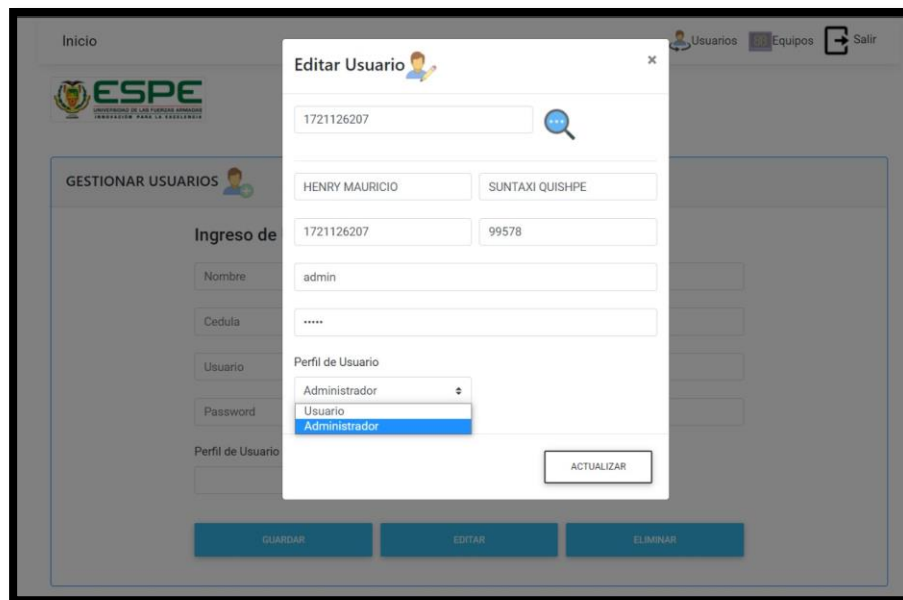 Inicio
Usuarios Equipos Salir
ESPE
UNIVERSIDAD DE LAS FUERZAS ARMADAS
INNOVACIÓN PARA LA EXCELENCIA
Editar Usuario ×
1721126207
GESTIONAR USUARIOS
HENRY MAURICIO SUNTAXI QUISHPE
Ingreso de
1721126207 99578
Nombre
admin
Cedula
•••••
Usuario
Perfil de Usuario
Administrador
Usuario
Administrador
Password
Perfil de Usuario
ACTUALIZAR
GUARDAR EDITAR ELIMINAR